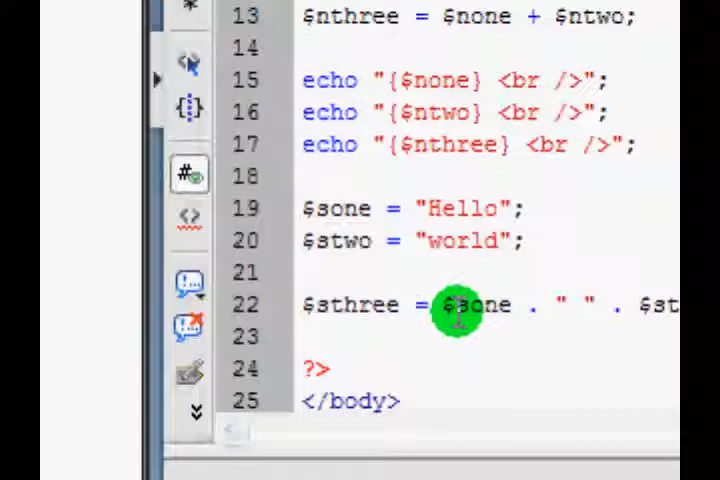 13 $nthree = $none + $ntwo;
14
15 echo "{$none} <br />";
16 echo "{$ntwo} <br />";
17 echo "{$nthree} <br />";
18
19 $sone = "Hello";
20 $stwo = "world";
21
22 $sthree = $sone . " " . $st
23
24 ?>
25 </body>